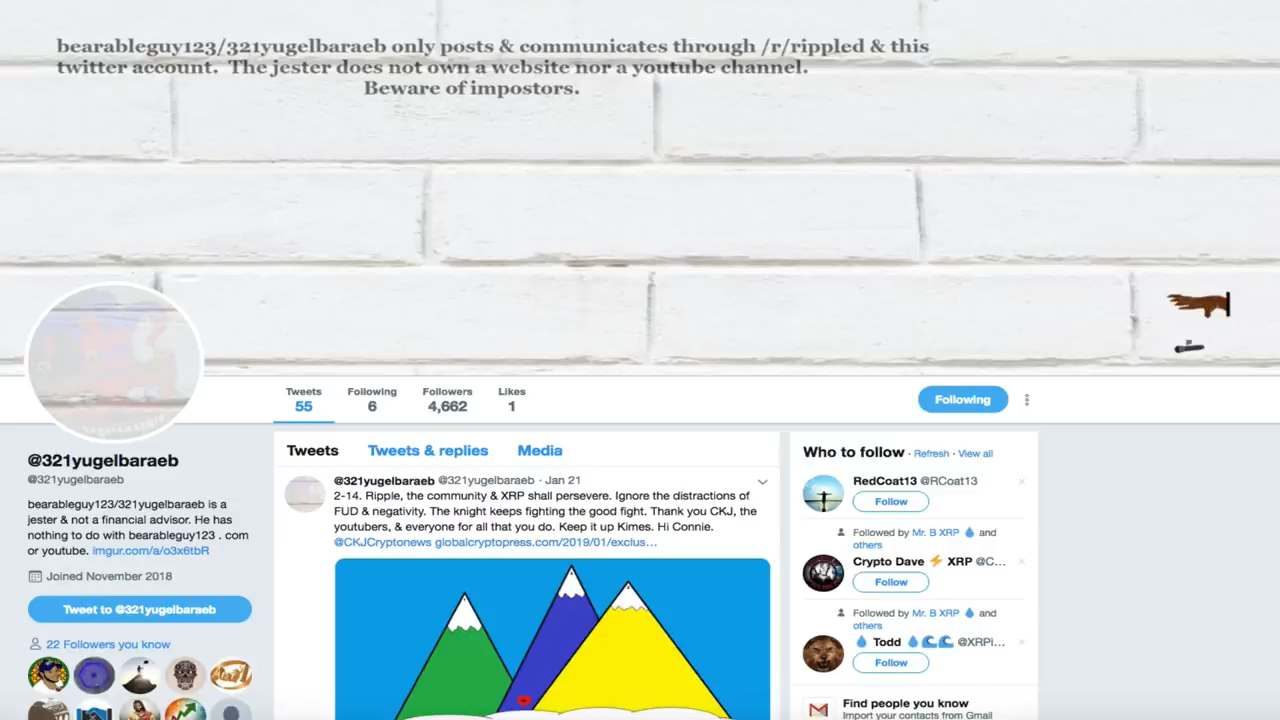 bearableguy123/321yugelbaraeb only posts & communicates through /r/rippled & this
twitter account. The jester does not own a website nor a youtube channel.
Beware of impostors.
Tweets
55
Following
6
Followers
4,662
Likes
1
Following
@321yugelbaraeb
@321yugelbaraeb
bearableguy123/321yugelbaraeb is a
jester & not a financial advisor. He has
nothing to do with bearableguy123 . com
or youtube. imgur.com/a/o3x6tbR
Joined November 2018
Tweet to @321yugelbaraeb
22 Followers you know
Tweets Tweets & replies Media
@321yugelbaraeb @321yugelbaraeb · Jan 21
2-14. Ripple, the community & XRP shall persevere. Ignore the distractions of
FUD & negativity. The knight keeps fighting the good fight. Thank you CKJ, the
youtubers, & everyone for all that you do. Keep it up Kimes. Hi Connie.
@CKJCryptonews globalcryptopress.com/2019/01/exclus…
Who to follow · Refresh · View all
RedCoat13 @RCoat13
Follow
Followed by Mr. B XRP 💧 and
others
Crypto Dave ⚡ XRP @C...
Follow
Followed by Mr. B XRP 💧 and
others
💧 Todd 💧🌊🌊 @XRPi...
Follow
Find people you know
Import your contacts from Gmail